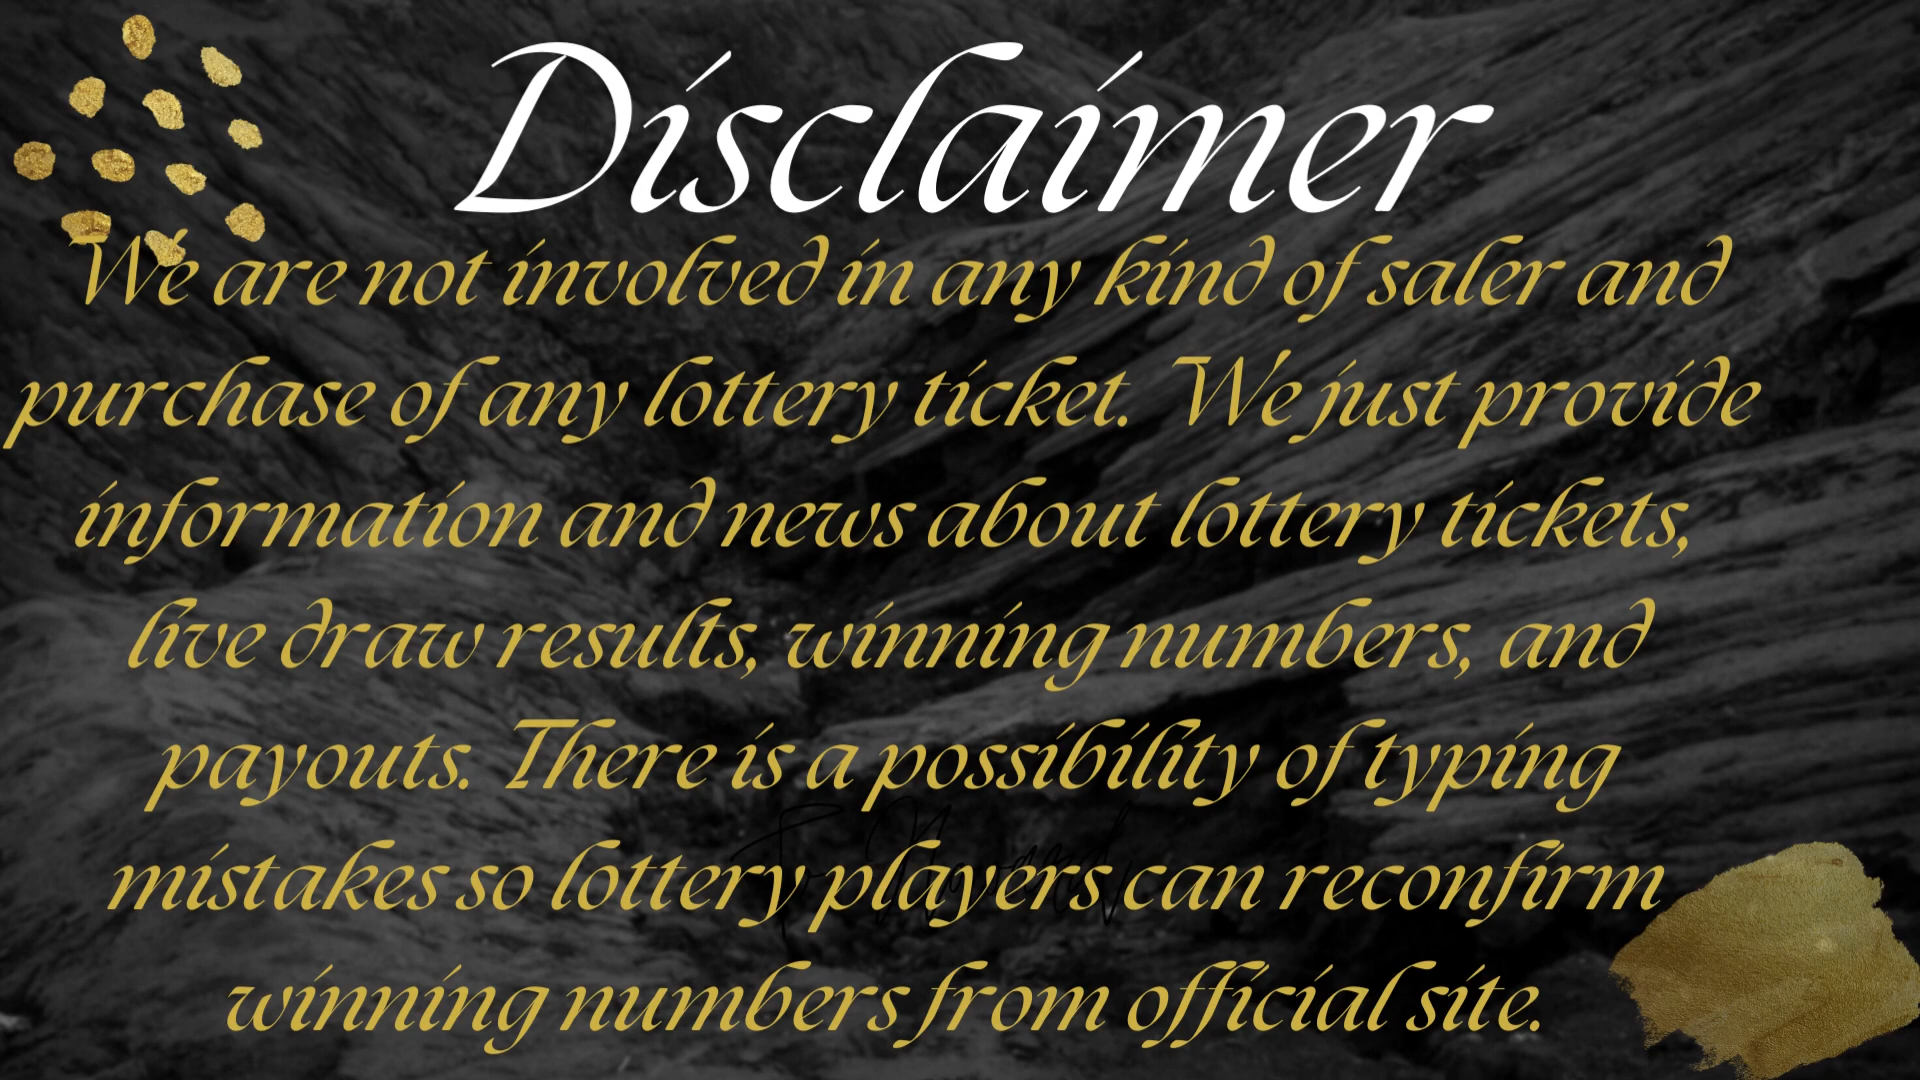 Disclaimer
We are not involved in any kind of saler and
purchase of any lottery ticket. We just provide
information and news about lottery tickets,
live draw results, winning numbers, and
payouts. There is a possibility of typing
mistakes so lottery players can reconfirm
winning numbers from official site.